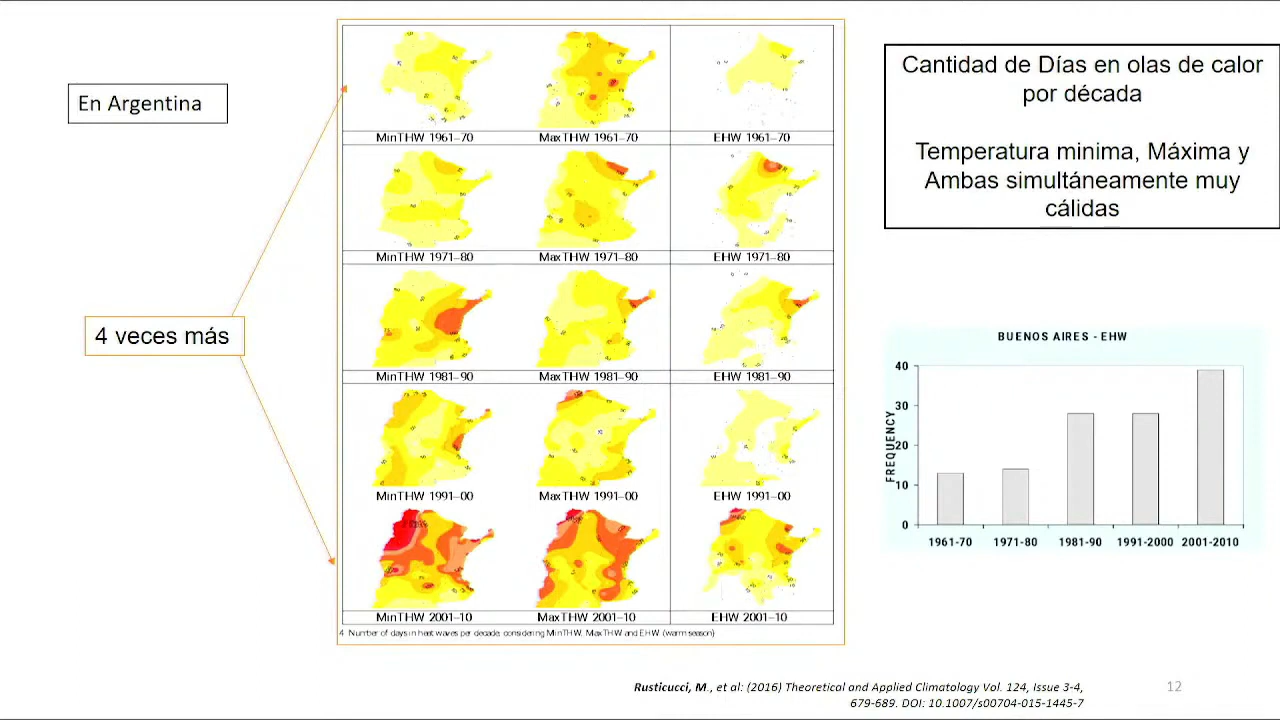 En Argentina
4 veces más
MinTHW 1961–70
MaxTHW 1961–70
EHW 1961–70
MinTHW 1971–80
MaxTHW 1971–80
EHW 1971–80
MinTHW 1981–90
MaxTHW 1981–90
EHW 1981–90
MinTHW 1991–00
MaxTHW 1991–00
EHW 1991–00
MinTHW 2001–10
MaxTHW 2001–10
EHW 2001–10
4 Number of days in heat waves per decade, considering MinTHW, MaxTHW and EHW (warm season)
Cantidad de Días en olas de calor
por década
Temperatura minima, Máxima y
Ambas simultáneamente muy
cálidas
BUENOS AIRES - EHW
FREQUENCY
40
30
20
10
0
1961-70
1971-80
1981-90
1991-2000
2001-2010
Rusticucci, M., et al: (2016) Theoretical and Applied Climatology Vol. 124, Issue 3-4,
679-689. DOI: 10.1007/s00704-015-1445-7
12